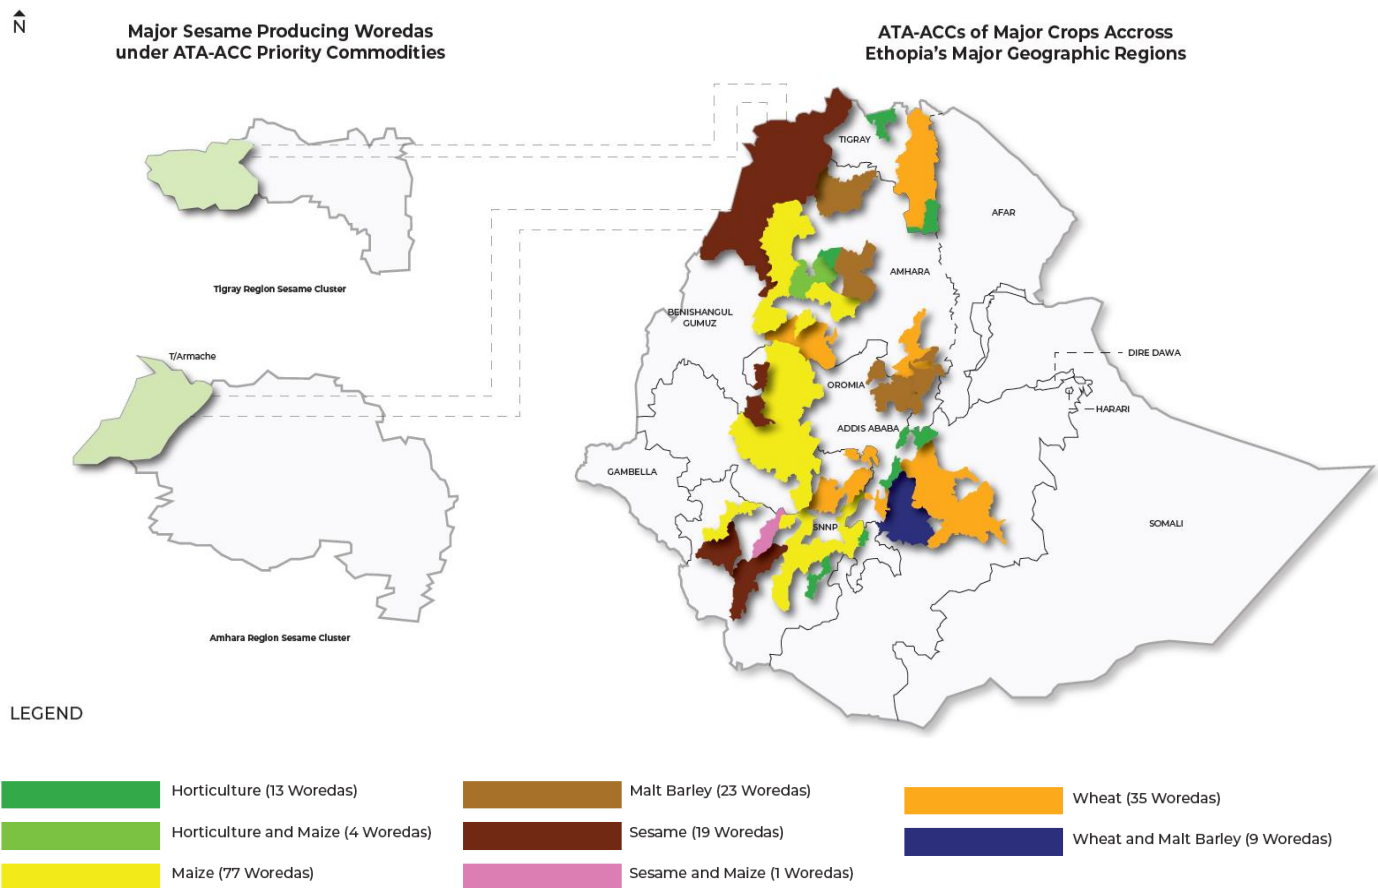 N
Major Sesame Producing Woredas
under ATA-ACC Priority Commodities
ATA-ACCs of Major Crops Accross
Ethopia's Major Geographic Regions
TIGRAY
AFAR
AMHARA
BENISHANGUL
GUMUZ
Tigray Region Sesame Cluster
T/Armache
DIRE DAWA
OROMIA
HARARI
ADDIS ABABA
GAMBELLA
SNNP
SOMALI
Amhara Region Sesame Cluster
LEGEND
Horticulture (13 Woredas)
Horticulture and Maize (4 Woredas)
Maize (77 Woredas)
Malt Barley (23 Woredas)
Sesame (19 Woredas)
Sesame and Maize (1 Woredas)
Wheat (35 Woredas)
Wheat and Malt Barley (9 Woredas)